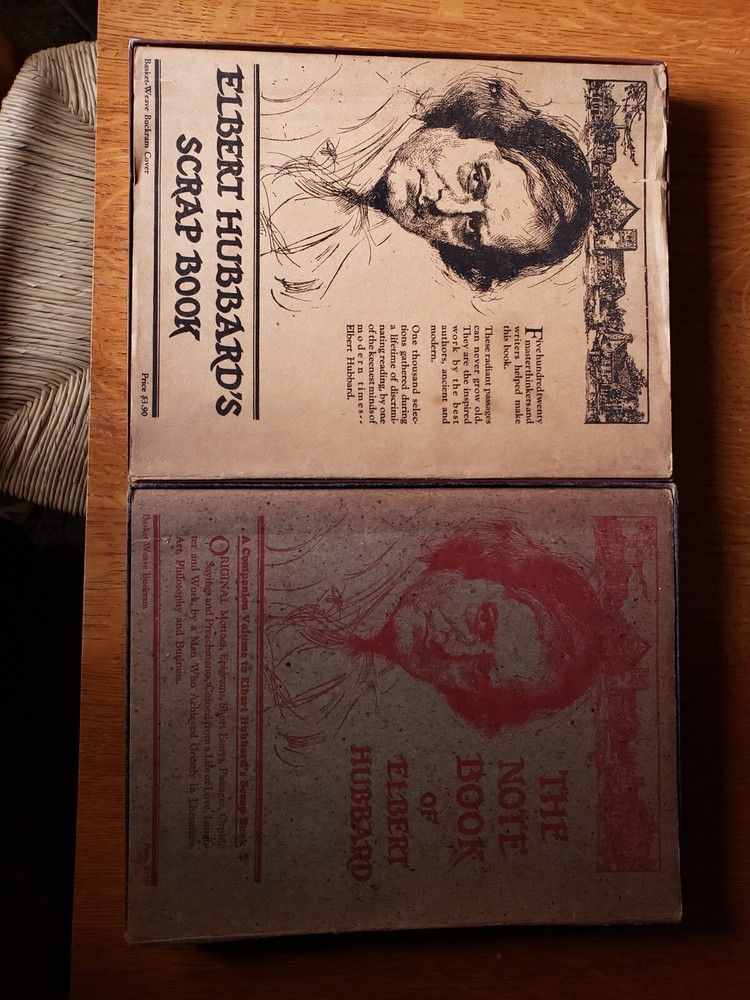 Five hundred twenty
master thinkers and
writers helped make
this book.
These radiant passages
can never grow old.
They are the inspired
work by the best
authors, ancient and
modern.
One thousand selec-
tions gathered during
a lifetime of discrimi-
nating reading, by one
of the keenest minds of
modern times--
Elbert Hubbard.
ELBERT HUBBARD'S
SCRAP BOOK
Basket-Weave Buckram Cover
Price $3.90
THE
NOTE
BOOK
OF
ELBERT
HUBBARD
A Companion Volume to Elbert Hubbard's Scrap Book
ORIGINAL Mottoes, Epigrams, Short Essays, Passages, Orphic
Sayings and Preachments, Coined from a Life of Love, Laugh-
ter and Work, by a Man Who Achieved Greatly in Literature,
Art, Philosophy and Business.
Basket Weave Buckram